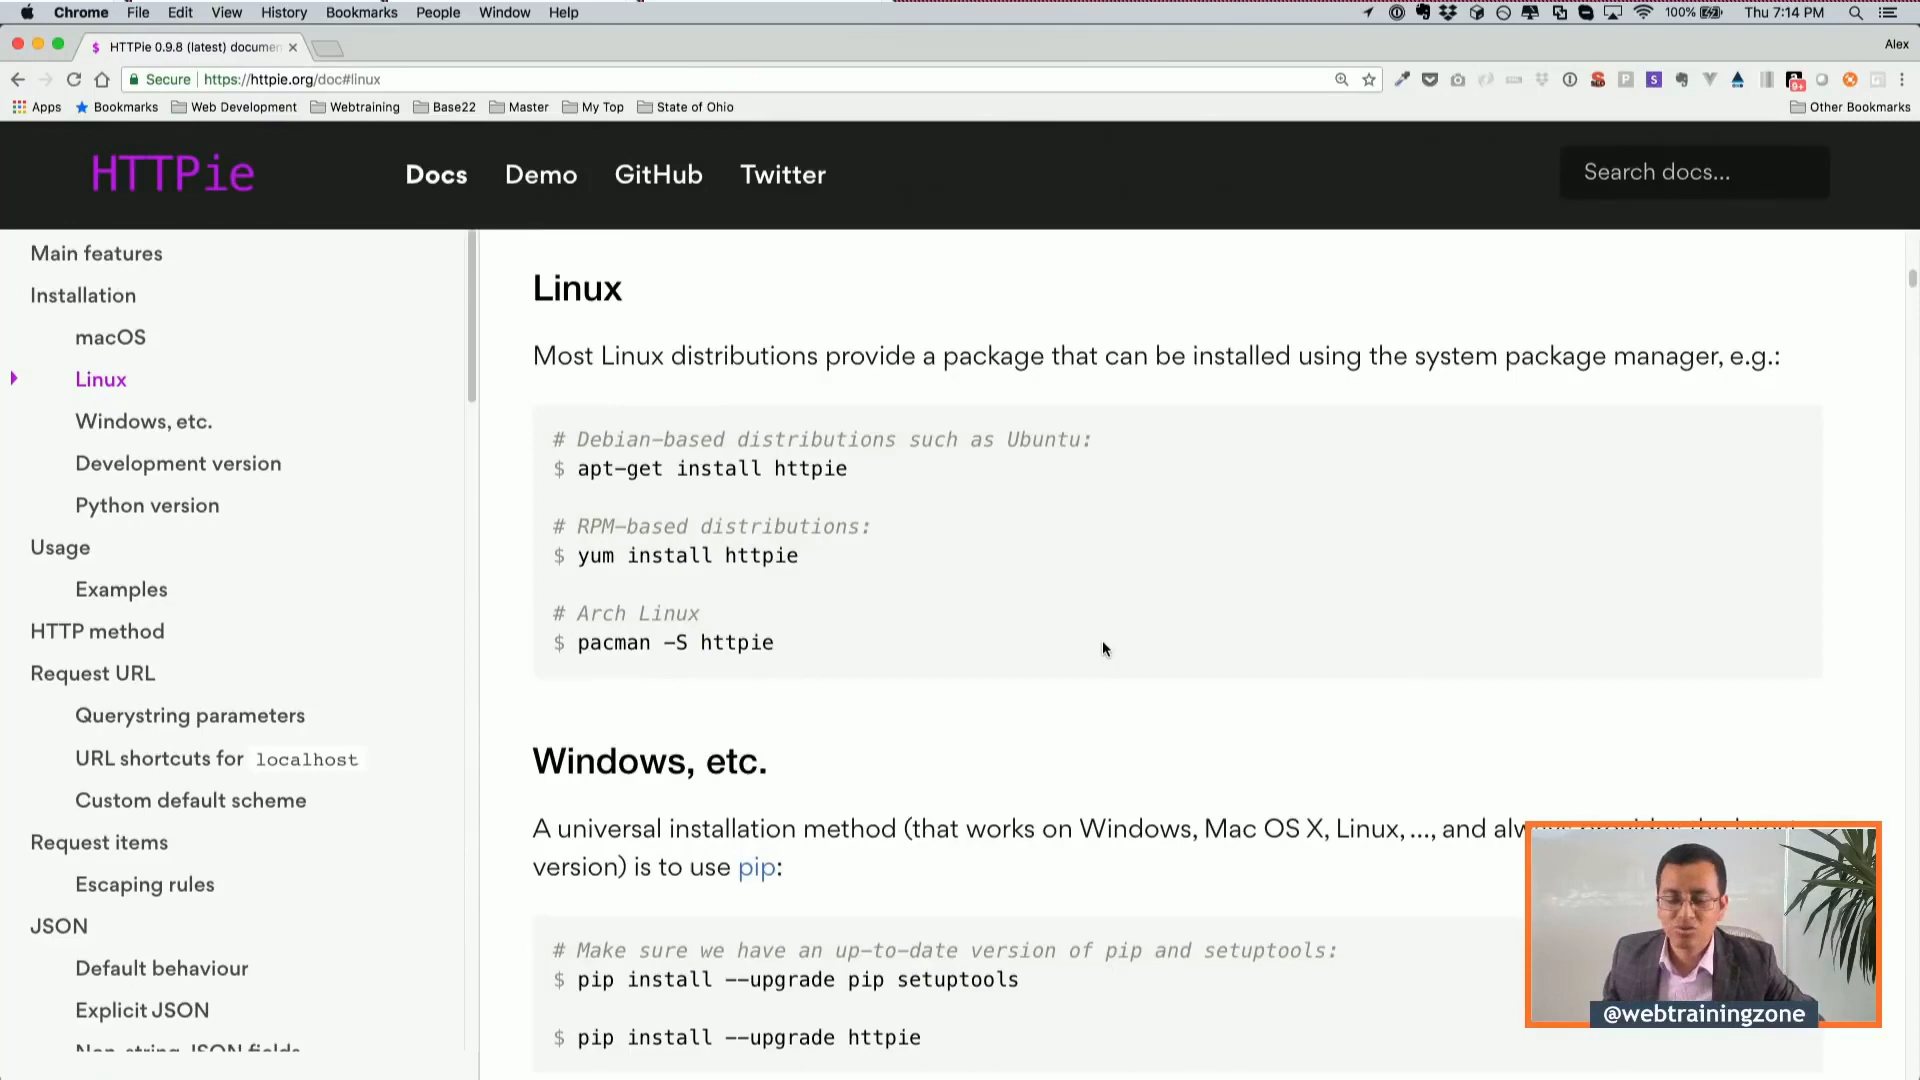 Chrome File Edit View History Bookmarks People Window Help 100% Thu 7:14 PM
$ HTTPie 0.9.8 (latest) documen Alex
Secure https://httpie.org/doc#linux 9+
Apps Bookmarks Web Development Webtraining Base22 Master My Top State of Ohio Other Bookmarks
HTTPie Docs Demo GitHub Twitter Search docs...
Main features
Installation
macOS
Linux
Windows, etc.
Development version
Python version
Usage
Examples
HTTP method
Request URL
Querystring parameters
URL shortcuts for localhost
Custom default scheme
Request items
Escaping rules
JSON
Default behaviour
Explicit JSON
Non-string JSON fields
Linux
Most Linux distributions provide a package that can be installed using the system package manager, e.g.:
# Debian-based distributions such as Ubuntu:
$ apt-get install httpie
# RPM-based distributions:
$ yum install httpie
# Arch Linux
$ pacman -S httpie
Windows, etc.
A universal installation method (that works on Windows, Mac OS X, Linux, ..., and
version) is to use pip:
# Make sure we have an up-to-date version of pip and setuptools:
$ pip install --upgrade pip setuptools
$ pip install --upgrade httpie
@webtrainingzone